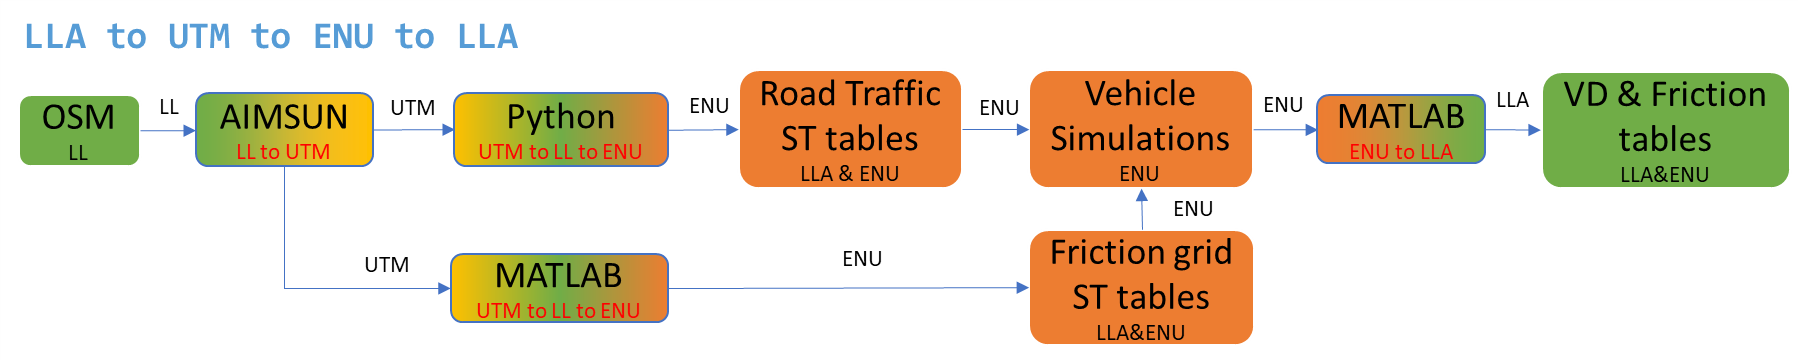 LLA to UTM to ENU to LLA
OSM
LL
LL
AIMSUN
LL to UTM
UTM
Python
UTM to LL to ENU
ENU
Road Traffic
ST tables
LLA & ENU
ENU
Vehicle
Simulations
ENU
ENU
MATLAB
ENU to LLA
LLA
VD & Friction
tables
LLA&ENU
UTM
MATLAB
UTM to LL to ENU
ENU
Friction grid
ST tables
LLA&ENU
ENU